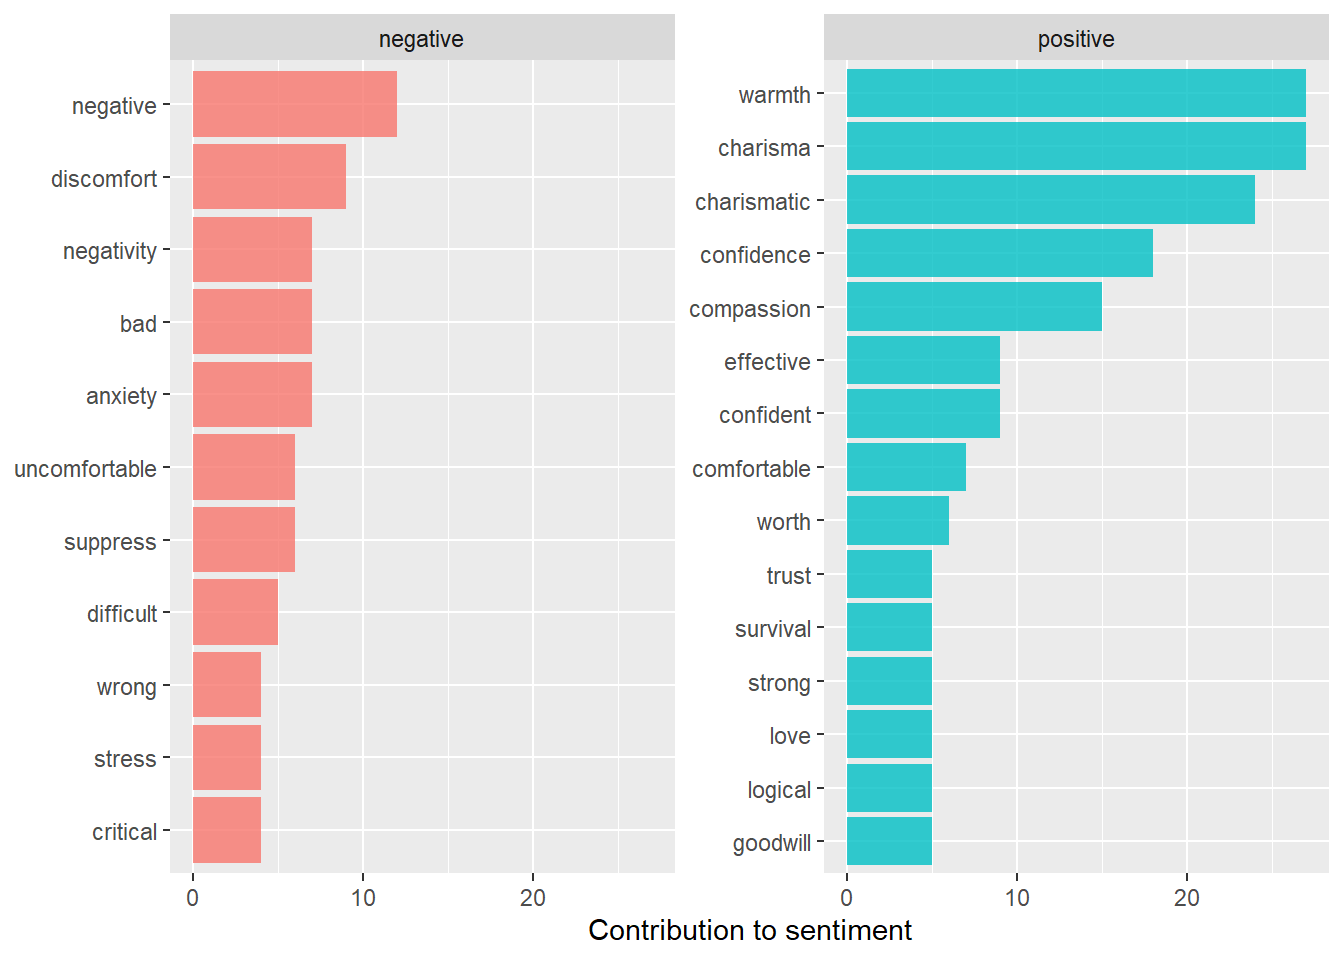 negative
negative
discomfort
negativity
bad
anxiety
uncomfortable
suppress
difficult
wrong
stress
critical
0 10 20
positive
warmth
charisma
charismatic
confidence
compassion
effective
confident
comfortable
worth
trust
survival
strong
love
logical
goodwill
0 10 20
Contribution to sentiment